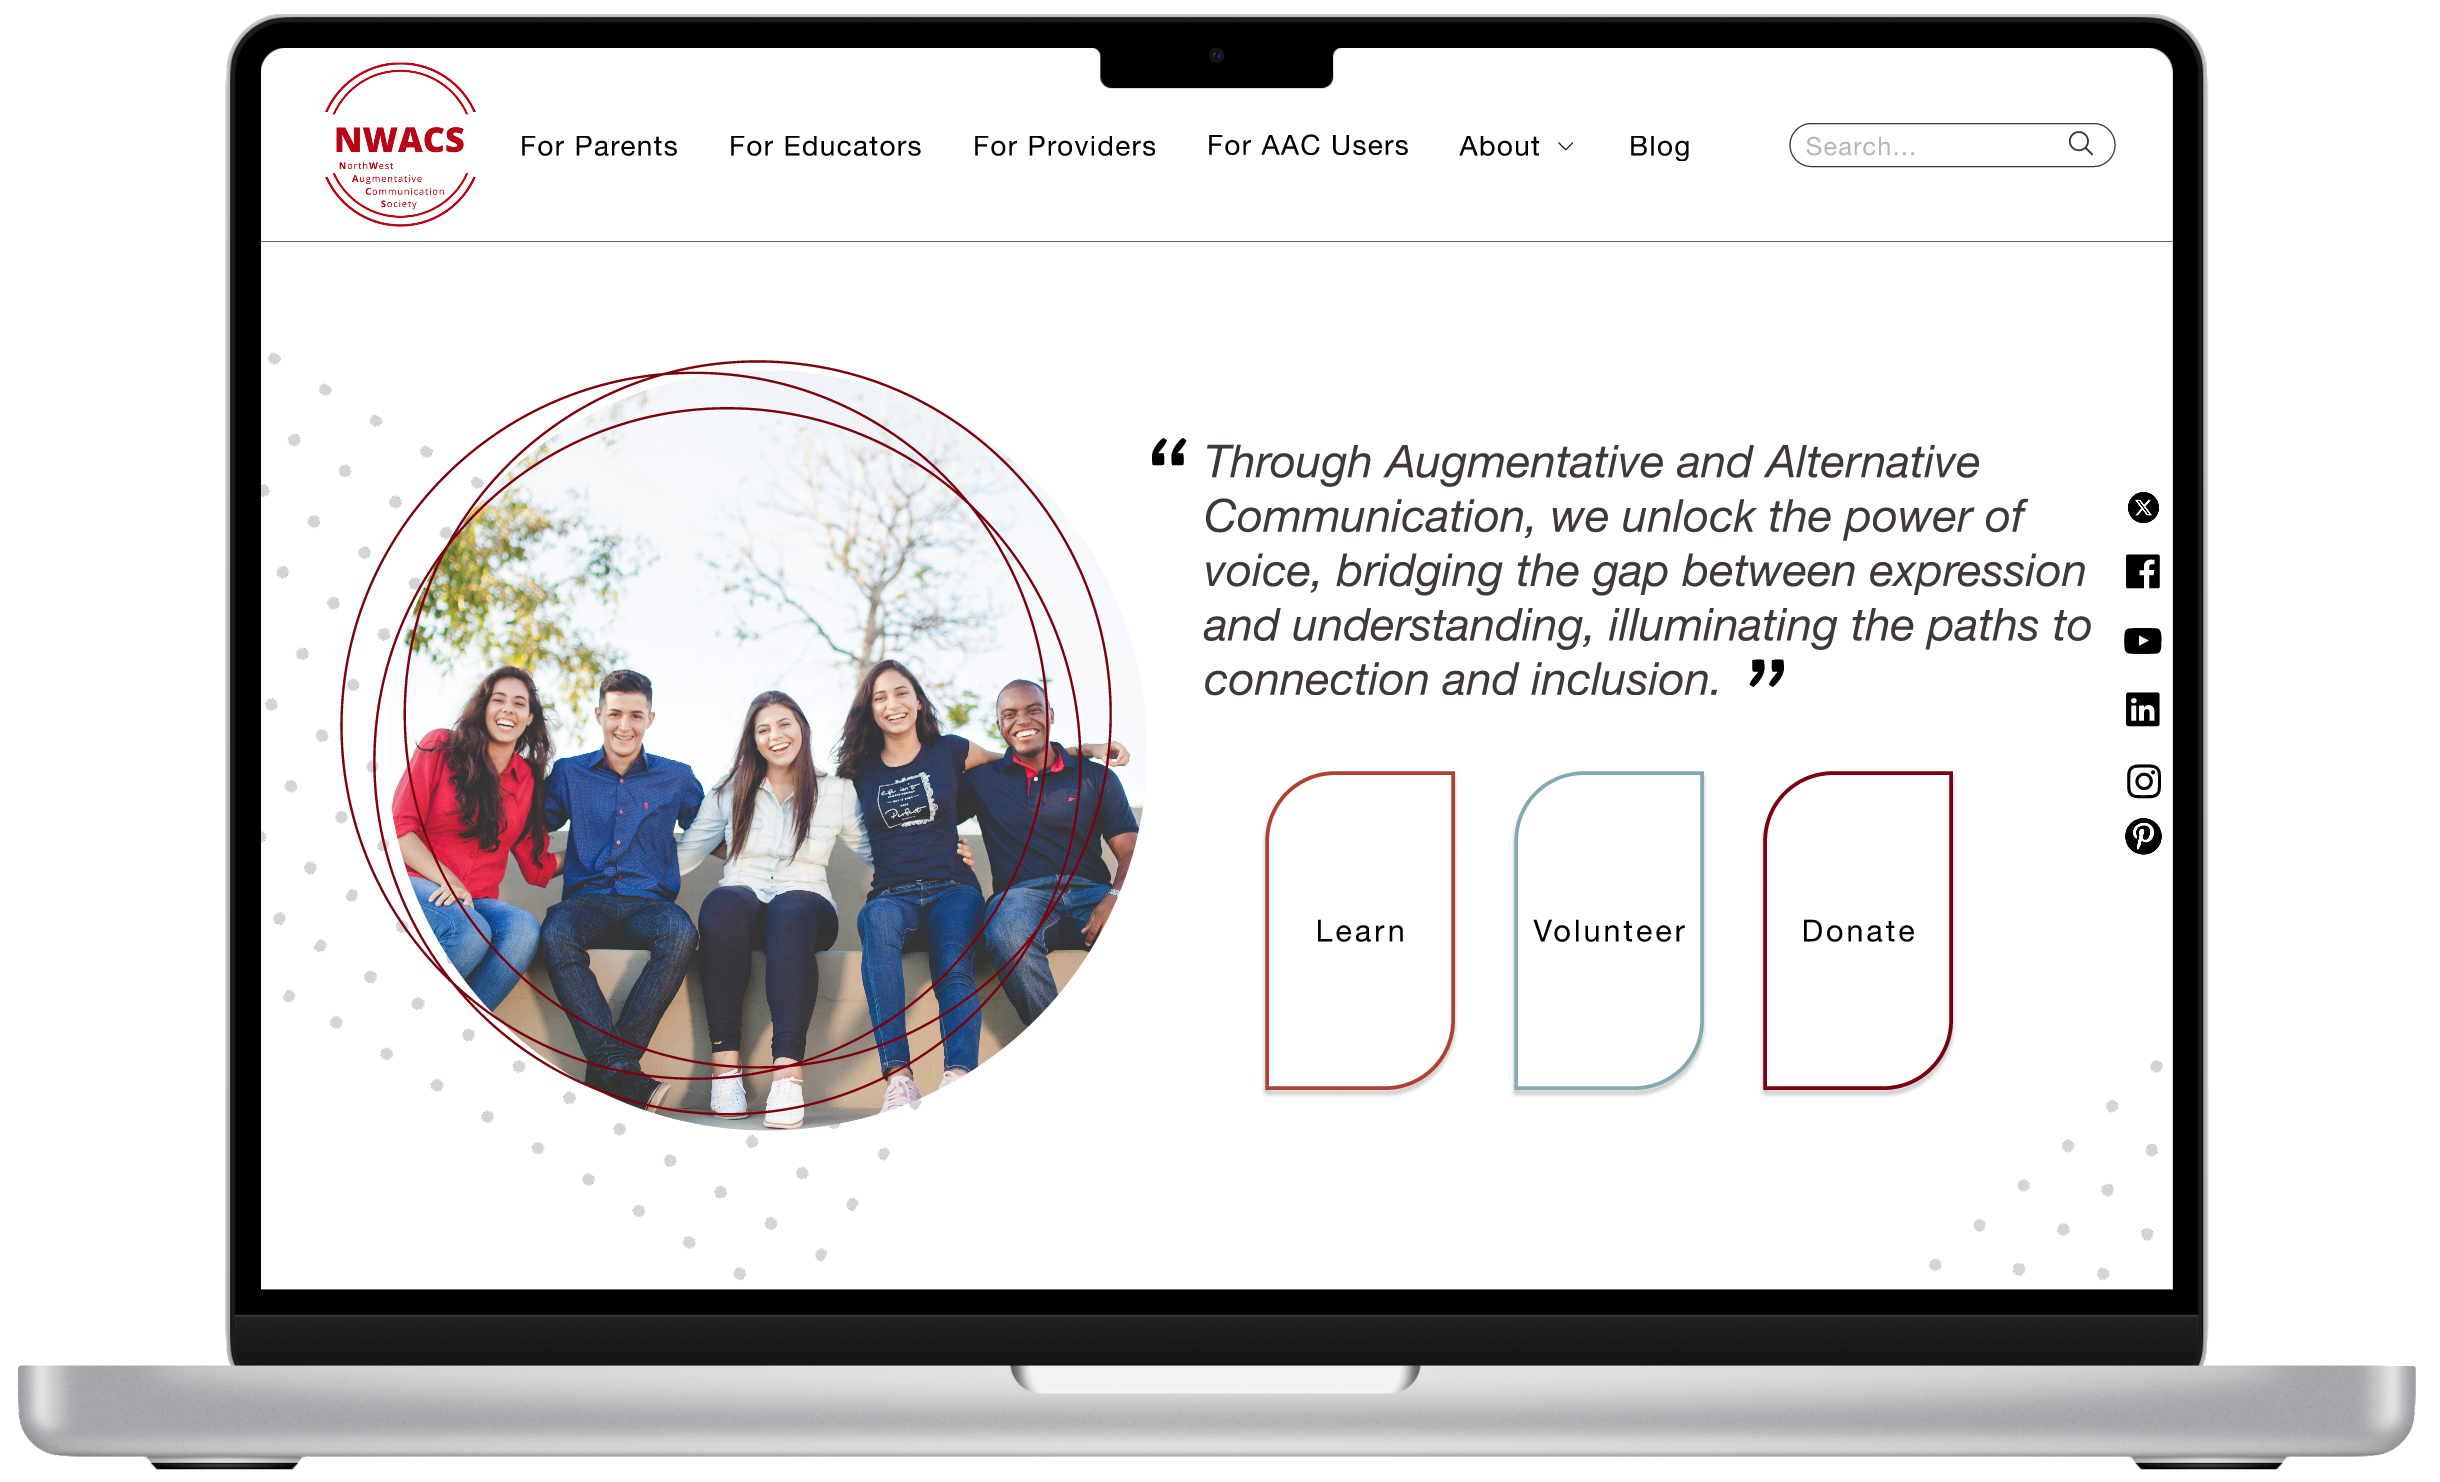 NWACS
NorthWest
Augmentative
Communication
Society
For Parents
For Educators
For Providers
For AAC Users
About
Blog
Search...
“ Through Augmentative and Alternative
Communication, we unlock the power of
voice, bridging the gap between expression
and understanding, illuminating the paths to
connection and inclusion. ”
Learn
Volunteer
Donate